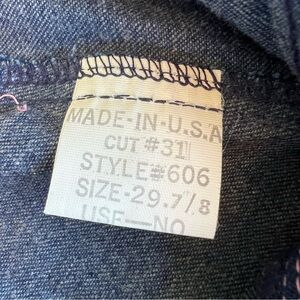 MADE-IN-U.S.A
CUT #31
STYLE#606
SIZE-29.7/8
USE—NO